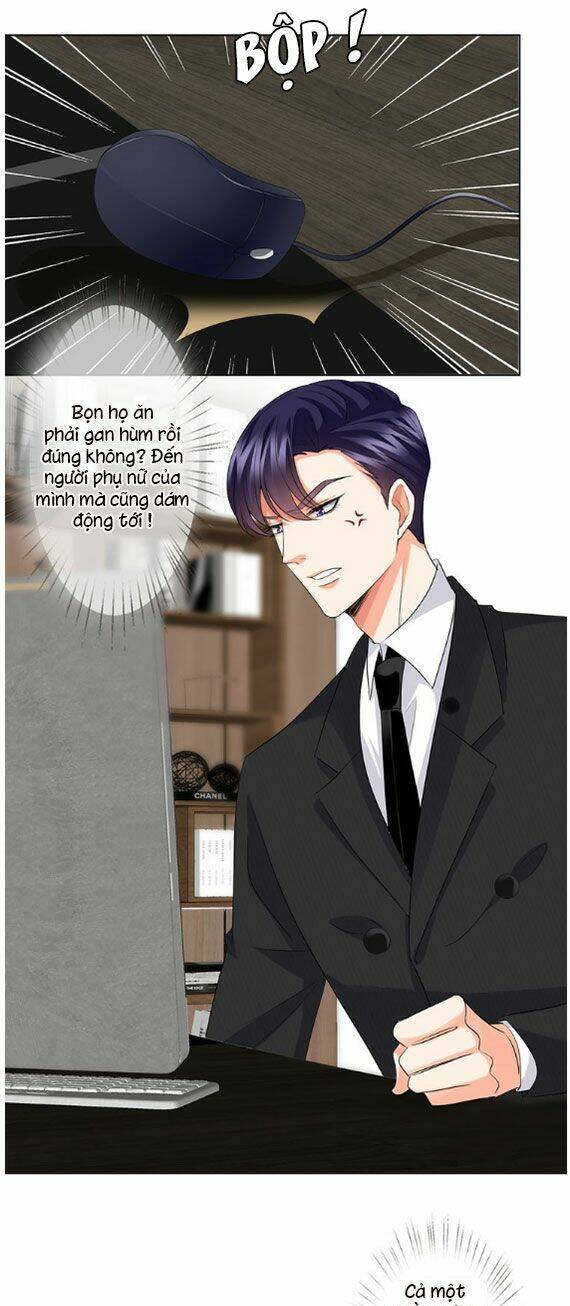 BỘP !
Bọn họ ăn
phải gan hùm rồi
đúng không? Đến
người phụ nữ của
mình mà cũng dám
động tới !
CHANEL
Cả một